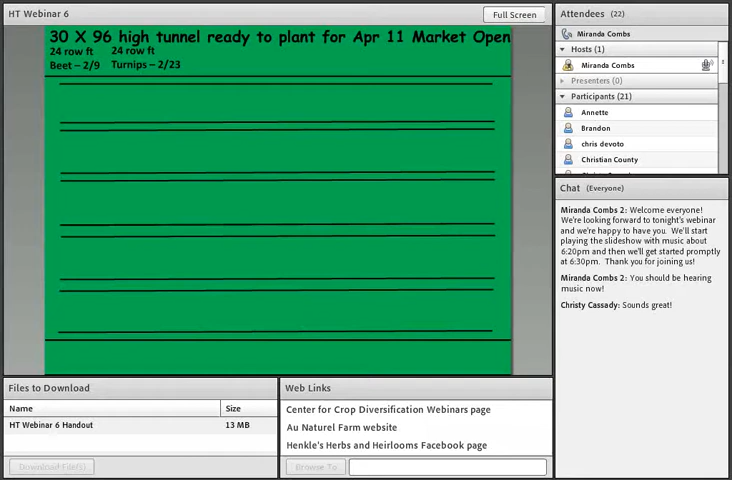 HT Webinar 6
Full Screen
30 X 96 high tunnel ready to plant for Apr 11 Market Open
24 row ft 24 row ft
Beet – 2/9 Turnips – 2/23
Files to Download
Name Size
HT Webinar 6 Handout 13 MB
Download File(s)
Web Links
Center for Crop Diversification Webinars page
Au Naturel Farm website
Henkle's Herbs and Heirlooms Facebook page
Browse To
Attendees (22)
Miranda Combs
Hosts (1)
Miranda Combs
Presenters (0)
Participants (21)
Annette
Brandon
chris devoto
Christian County
Chat (Everyone)
Miranda Combs 2: Welcome everyone!
We're looking forward to tonight's webinar
and we're happy to have you. We'll start
playing the slideshow with music about
6:20pm and then we'll get started promptly
at 6:30pm. Thank you for joining us!
Miranda Combs 2: You should be hearing
music now!
Christy Cassady: Sounds great!